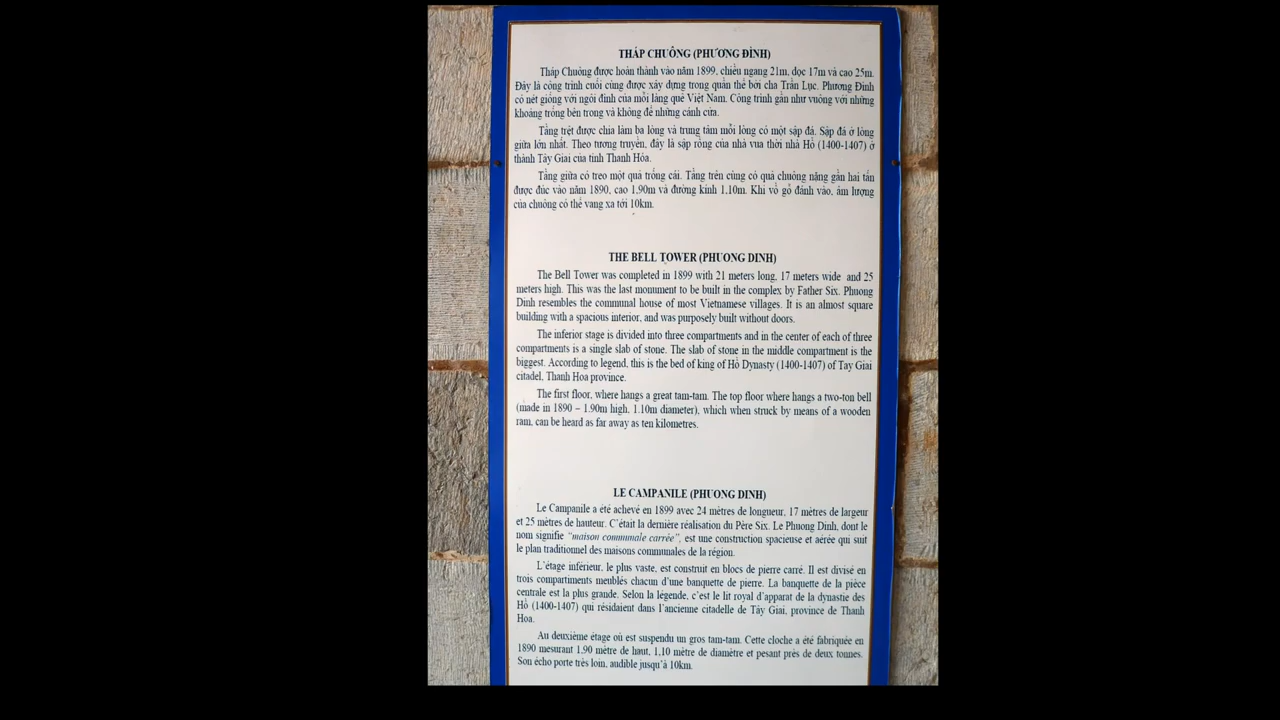 THÁP CHUÔNG (PHƯƠNG ĐÌNH)
Tháp Chuông được hoàn thành vào năm 1899, chiều ngang 21m, dọc 17m và cao 25m.
Đây là công trình cuối cùng được xây dựng trong quần thể bởi cha Trần Lục. Phương Đình
có nét giống với ngôi đình của mỗi làng quê Việt Nam. Công trình gần như vuông với những
khoảng trống bên trong và không để những cánh cửa.
Tầng trệt được chia làm ba lòng và trung tâm mỗi lòng có một sập đá. Sập đá ở lòng
giữa lớn nhất. Theo tương truyền, đây là sập rồng của nhà vua thời nhà Hồ (1400-1407) ở
thành Tây Giai của tỉnh Thanh Hóa.
Tầng giữa có treo một quả trống cái. Tầng trên cùng có quả chuông nặng gần hai tấn
được đúc vào năm 1890, cao 1,90m và đường kính 1,10m. Khi vồ gỗ đánh vào, âm lượng
của chuông có thể vang xa tới 10km.
THE BELL TOWER (PHUONG DINH)
The Bell Tower was completed in 1899 with 21 meters long, 17 meters wide and 25
meters high. This was the last monument to be built in the complex by Father Six. Phuong
Dinh resembles the communal house of most Vietnamese villages. It is an almost square
building with a spacious interior, and was purposely built without doors.
The inferior stage is divided into three compartments and in the center of each of three
compartments is a single slab of stone. The slab of stone in the middle compartment is the
biggest. According to legend, this is the bed of king of Hồ Dynasty (1400-1407) of Tay Giai
citadel, Thanh Hoa province.
The first floor, where hangs a great tam-tam. The top floor where hangs a two-ton bell
(made in 1890 – 1.90m high, 1.10m diameter), which when struck by means of a wooden
ram, can be heard as far away as ten kilometres.
LE CAMPANILE (PHUONG DINH)
Le Campanile a été achevé en 1899 avec 24 mètres de longueur, 17 mètres de largeur
et 25 mètres de hauteur. C'était la dernière réalisation du Père Six. Le Phuong Dinh, dont le
nom signifie "maison communale carrée", est une construction spacieuse et aérée qui suit
le plan traditionnel des maisons communales de la région.
L'étage inférieur, le plus vaste, est construit en blocs de pierre carré. Il est divisé en
trois compartiments meublés chacun d'une banquette de pierre. La banquette de la pièce
centrale est la plus grande. Selon la légende, c'est le lit royal d'apparat de la dynastie des
Hồ (1400-1407) qui résidaient dans l'ancienne citadelle de Tây Giai, province de Thanh
Hoa.
Au deuxième étage où est suspendu un gros tam-tam. Cette cloche a été fabriquée en
1890 mesurant 1,90 mètre de haut, 1,10 mètre de diamètre et pesant près de deux tonnes.
Son écho porte très loin, audible jusqu'à 10km.